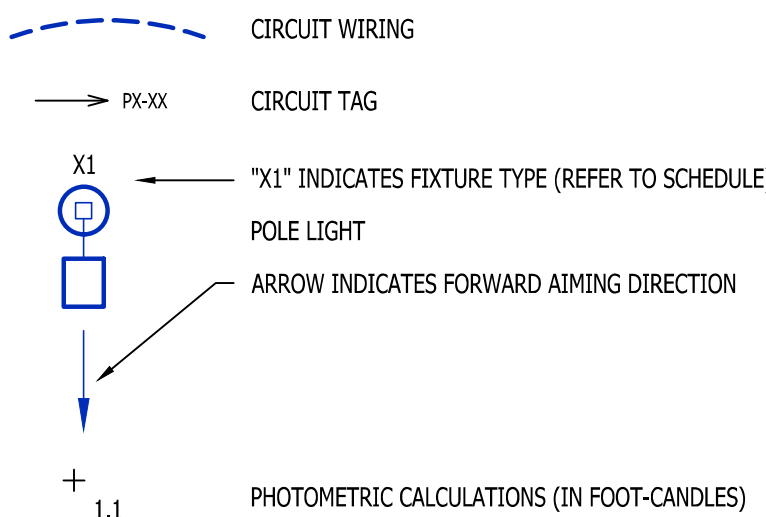 CIRCUIT WIRING
PX-XX CIRCUIT TAG
X1
"X1" INDICATES FIXTURE TYPE (REFER TO SCHEDULE)
POLE LIGHT
ARROW INDICATES FORWARD AIMING DIRECTION
1.1
PHOTOMETRIC CALCULATIONS (IN FOOT-CANDLES)